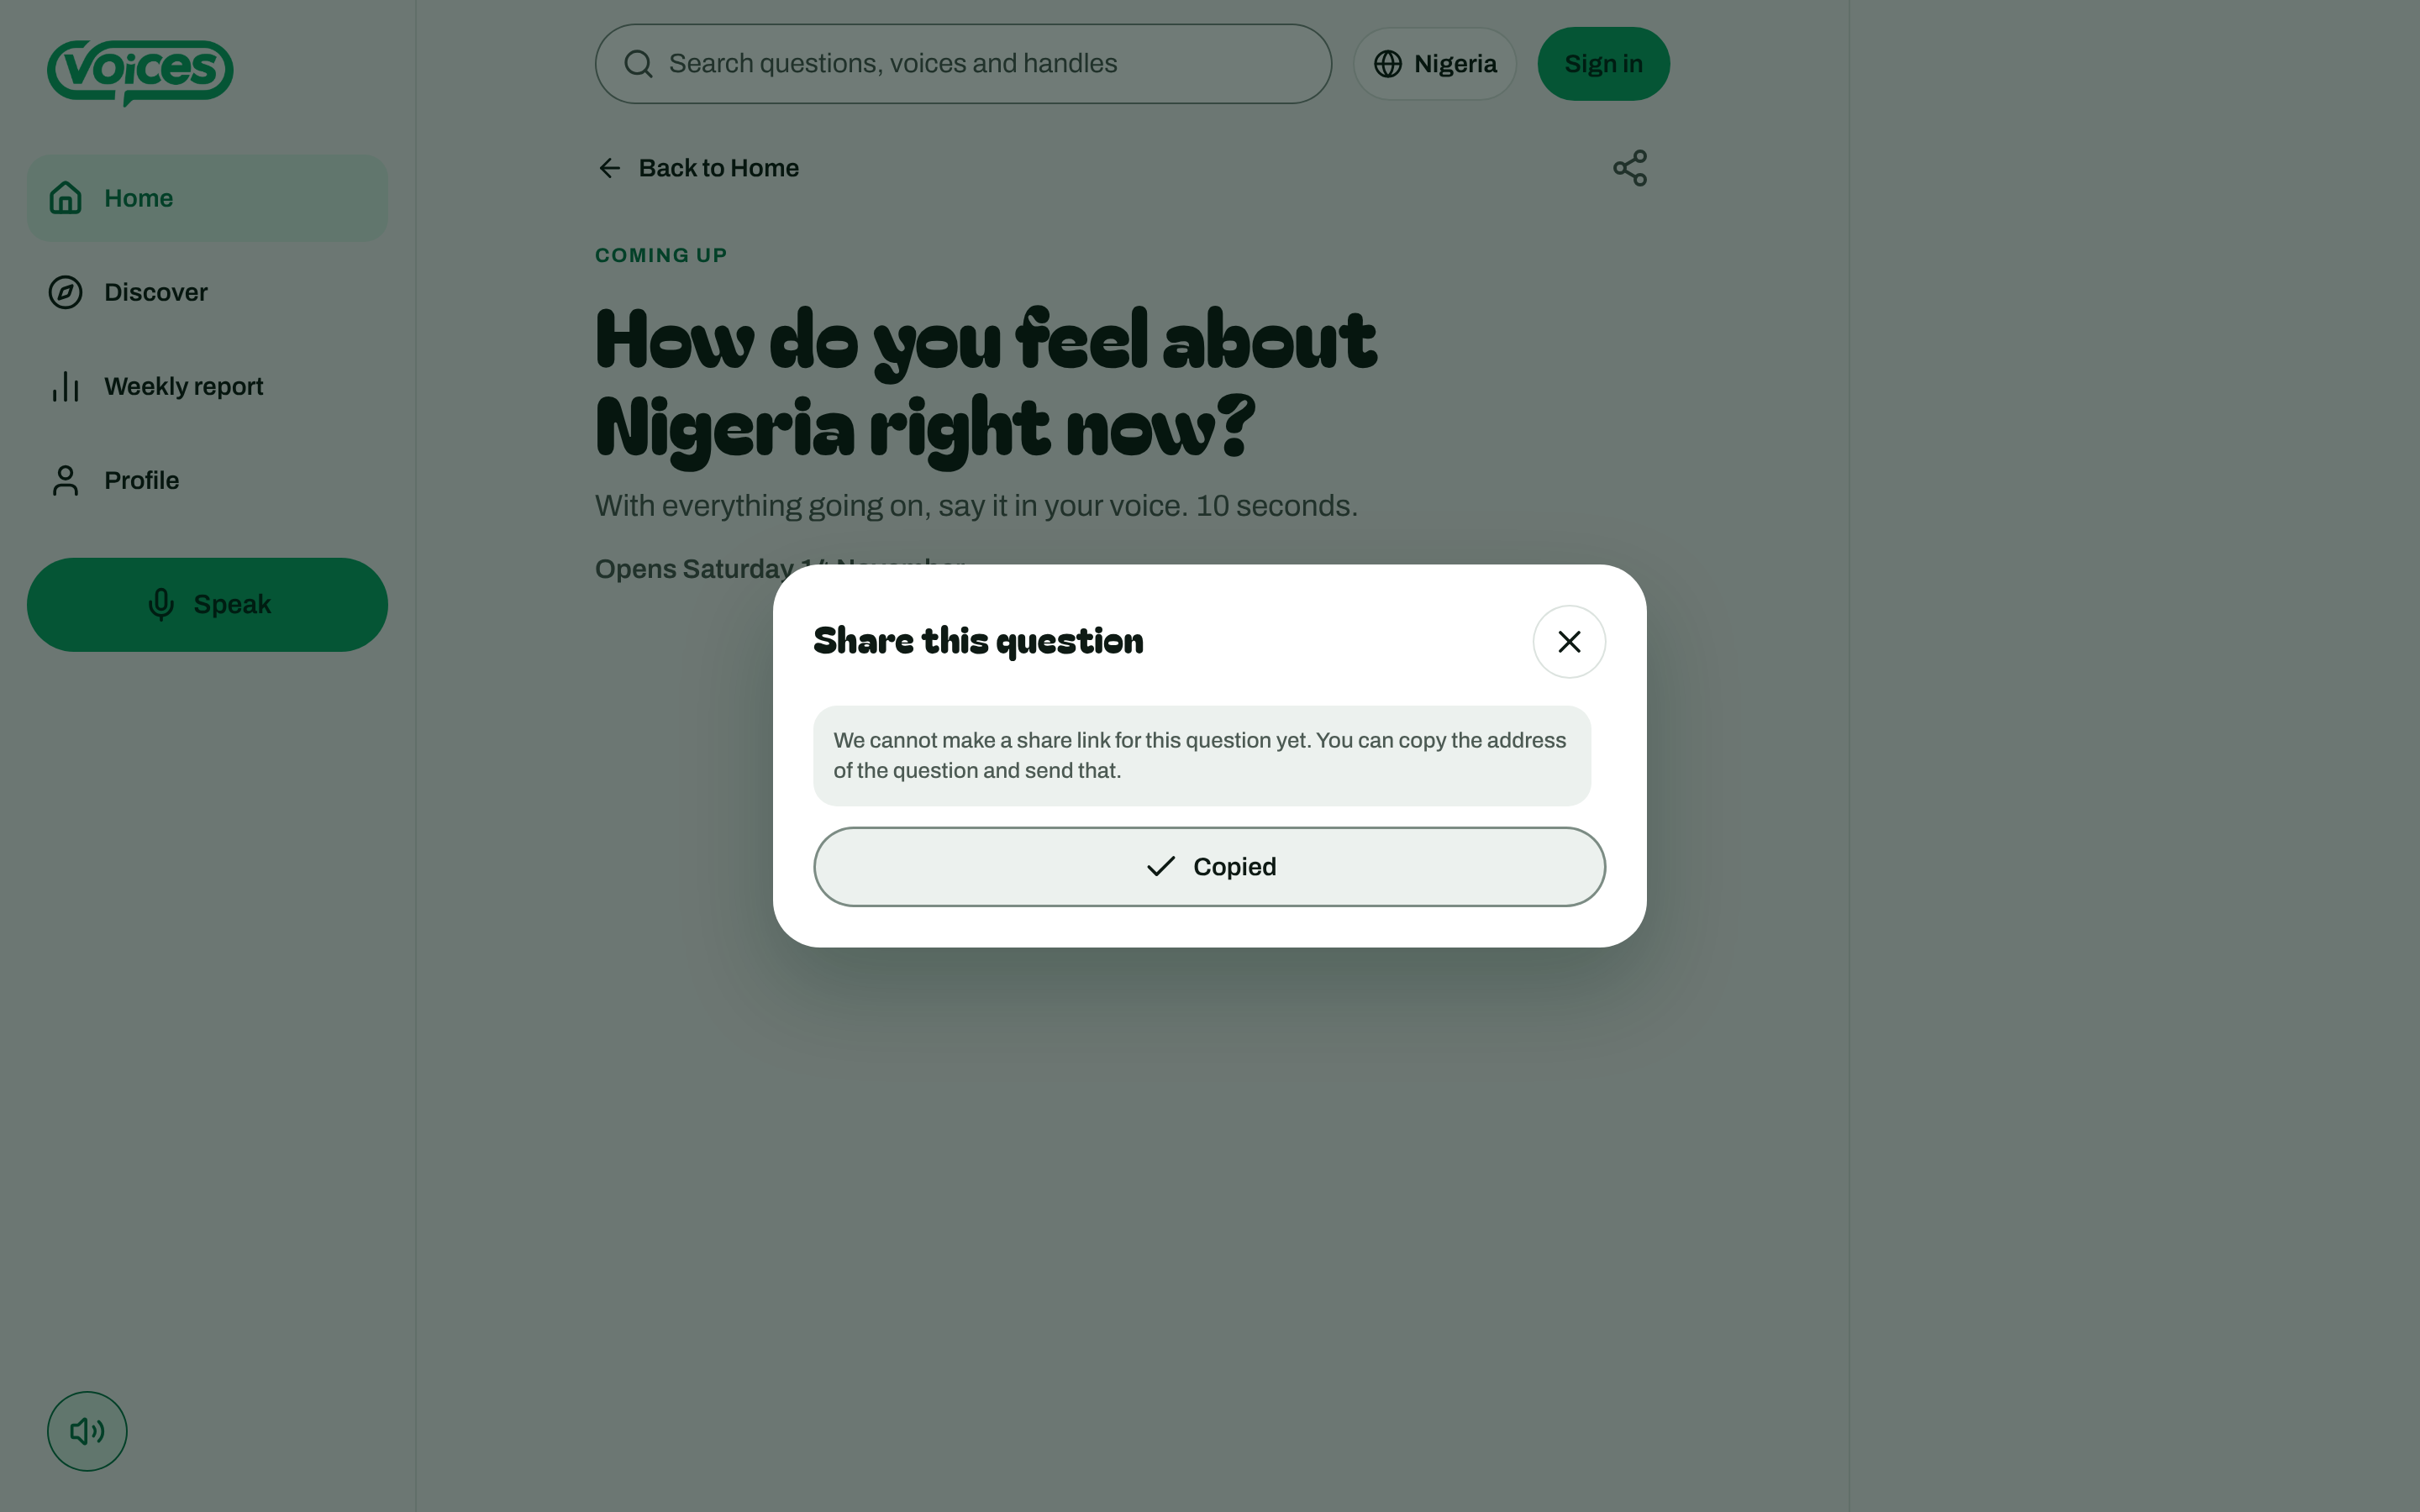 voices
Search questions, voices and handles
Nigeria
Sign in
Home
Discover
Weekly report
Profile
Speak
Back to Home
COMING UP
How do you feel about
Nigeria right now?
With everything going on, say it in your voice. 10 seconds.
Opens Saturday 14 November
Share this question
We cannot make a share link for this question yet. You can copy the address
of the question and send that.
Copied